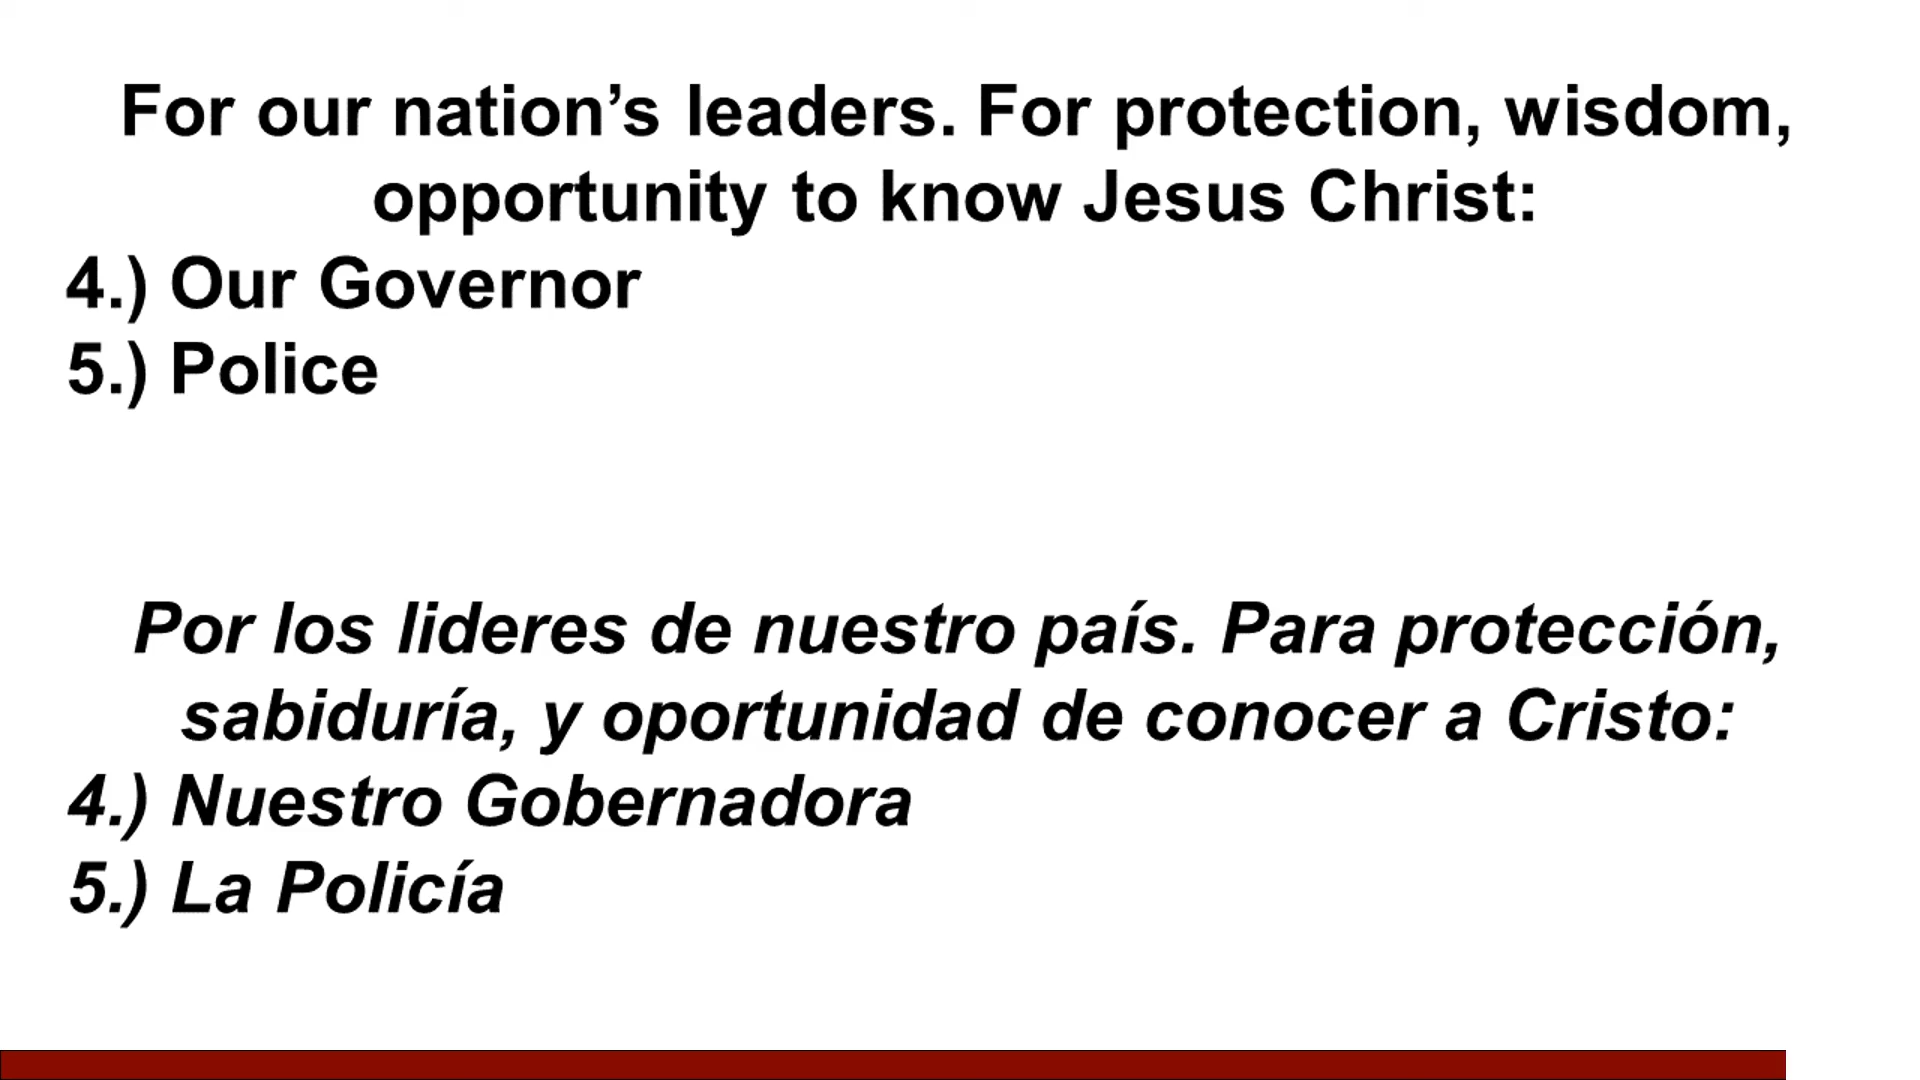 For our nation’s leaders. For protection, wisdom,
opportunity to know Jesus Christ:
4.) Our Governor
5.) Police
Por los lideres de nuestro país. Para protección,
sabiduría, y oportunidad de conocer a Cristo:
4.) Nuestro Gobernadora
5.) La Policía